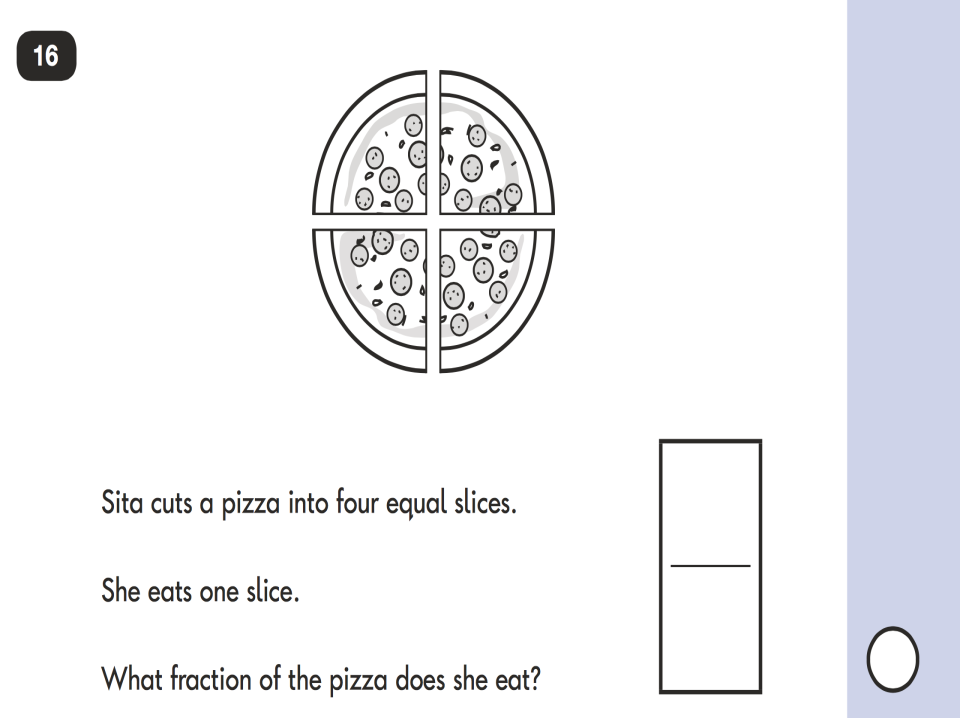 16
Sita cuts a pizza into four equal slices.
She eats one slice.
What fraction of the pizza does she eat?